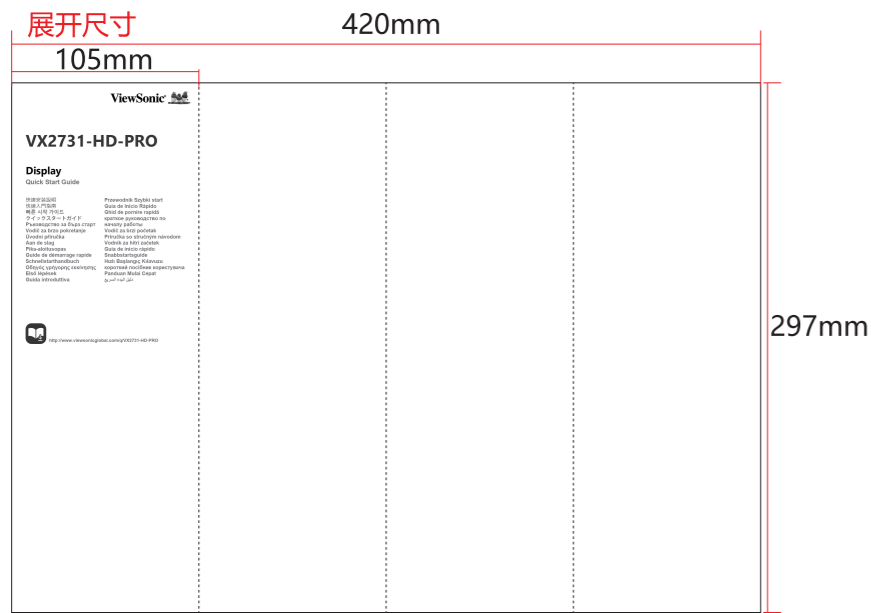 展开尺寸
420mm
105mm
ViewSonic
VX2731-HD-PRO
Display
Quick Start Guide
快速安裝說明
快速入門指南
빠른 시작 가이드
クイックスタートガイド
Ръководство за бърз старт
Vodič za brzo pokretanje
Úvodní příručka
Aan de slag
Pika-aloitusopas
Guide de démarrage rapide
Schnellstarthandbuch
Οδηγός γρήγορης εκκίνησης
Első lépések
Guida introduttiva
Przewodnik Szybki start
Guia de Início Rápido
Ghid de pornire rapidă
краткое руководство по
началу работы
Vodič za brzi početak
Príručka so stručným návodom
Vodnik za hitri začetek
Guía de inicio rápido
Snabbstartsguide
Hızlı Başlangıç Kılavuzu
короткий посібник користувача
Panduan Mulai Cepat
دليل البدء السريع
http://www.viewsonicglobal.com/q/VX2731-HD-PRO
297mm